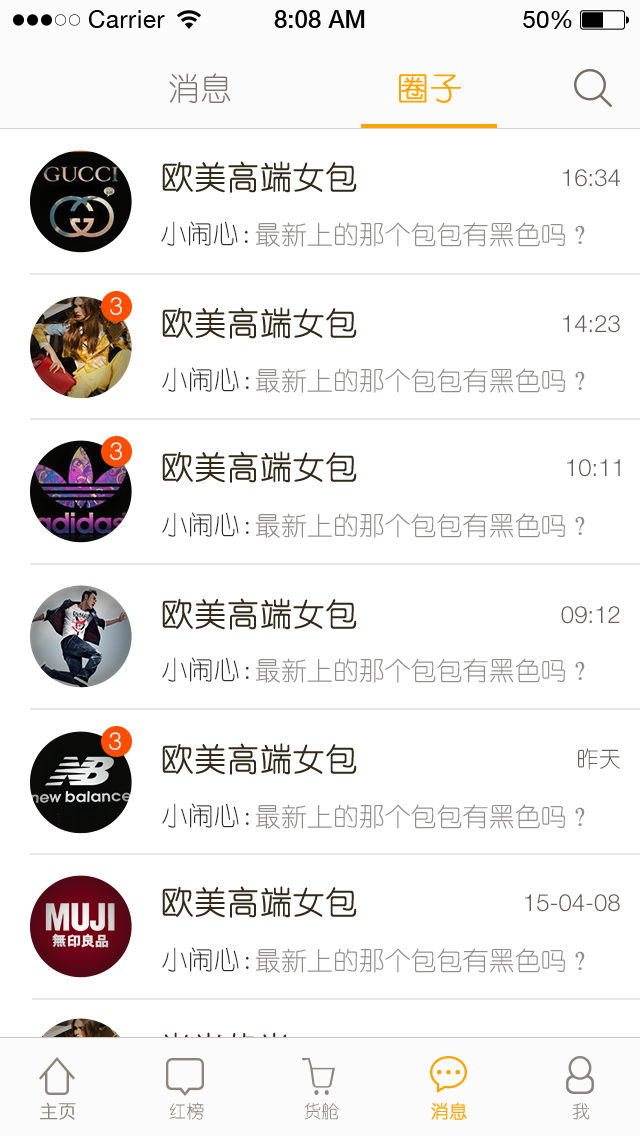 Carrier 8:08 AM 50%
消息 圈子
GUCCI
欧美高端女包 16:34
小闹心：最新上的那个包包有黑色吗？
3
欧美高端女包 14:23
小闹心：最新上的那个包包有黑色吗？
3
adidas
欧美高端女包 10:11
小闹心：最新上的那个包包有黑色吗？
欧美高端女包 09:12
小闹心：最新上的那个包包有黑色吗？
3
NB
new balance
欧美高端女包 昨天
小闹心：最新上的那个包包有黑色吗？
MUJI
無印良品
欧美高端女包 15-04-08
小闹心：最新上的那个包包有黑色吗？
主页 红榜 货舱 消息 我